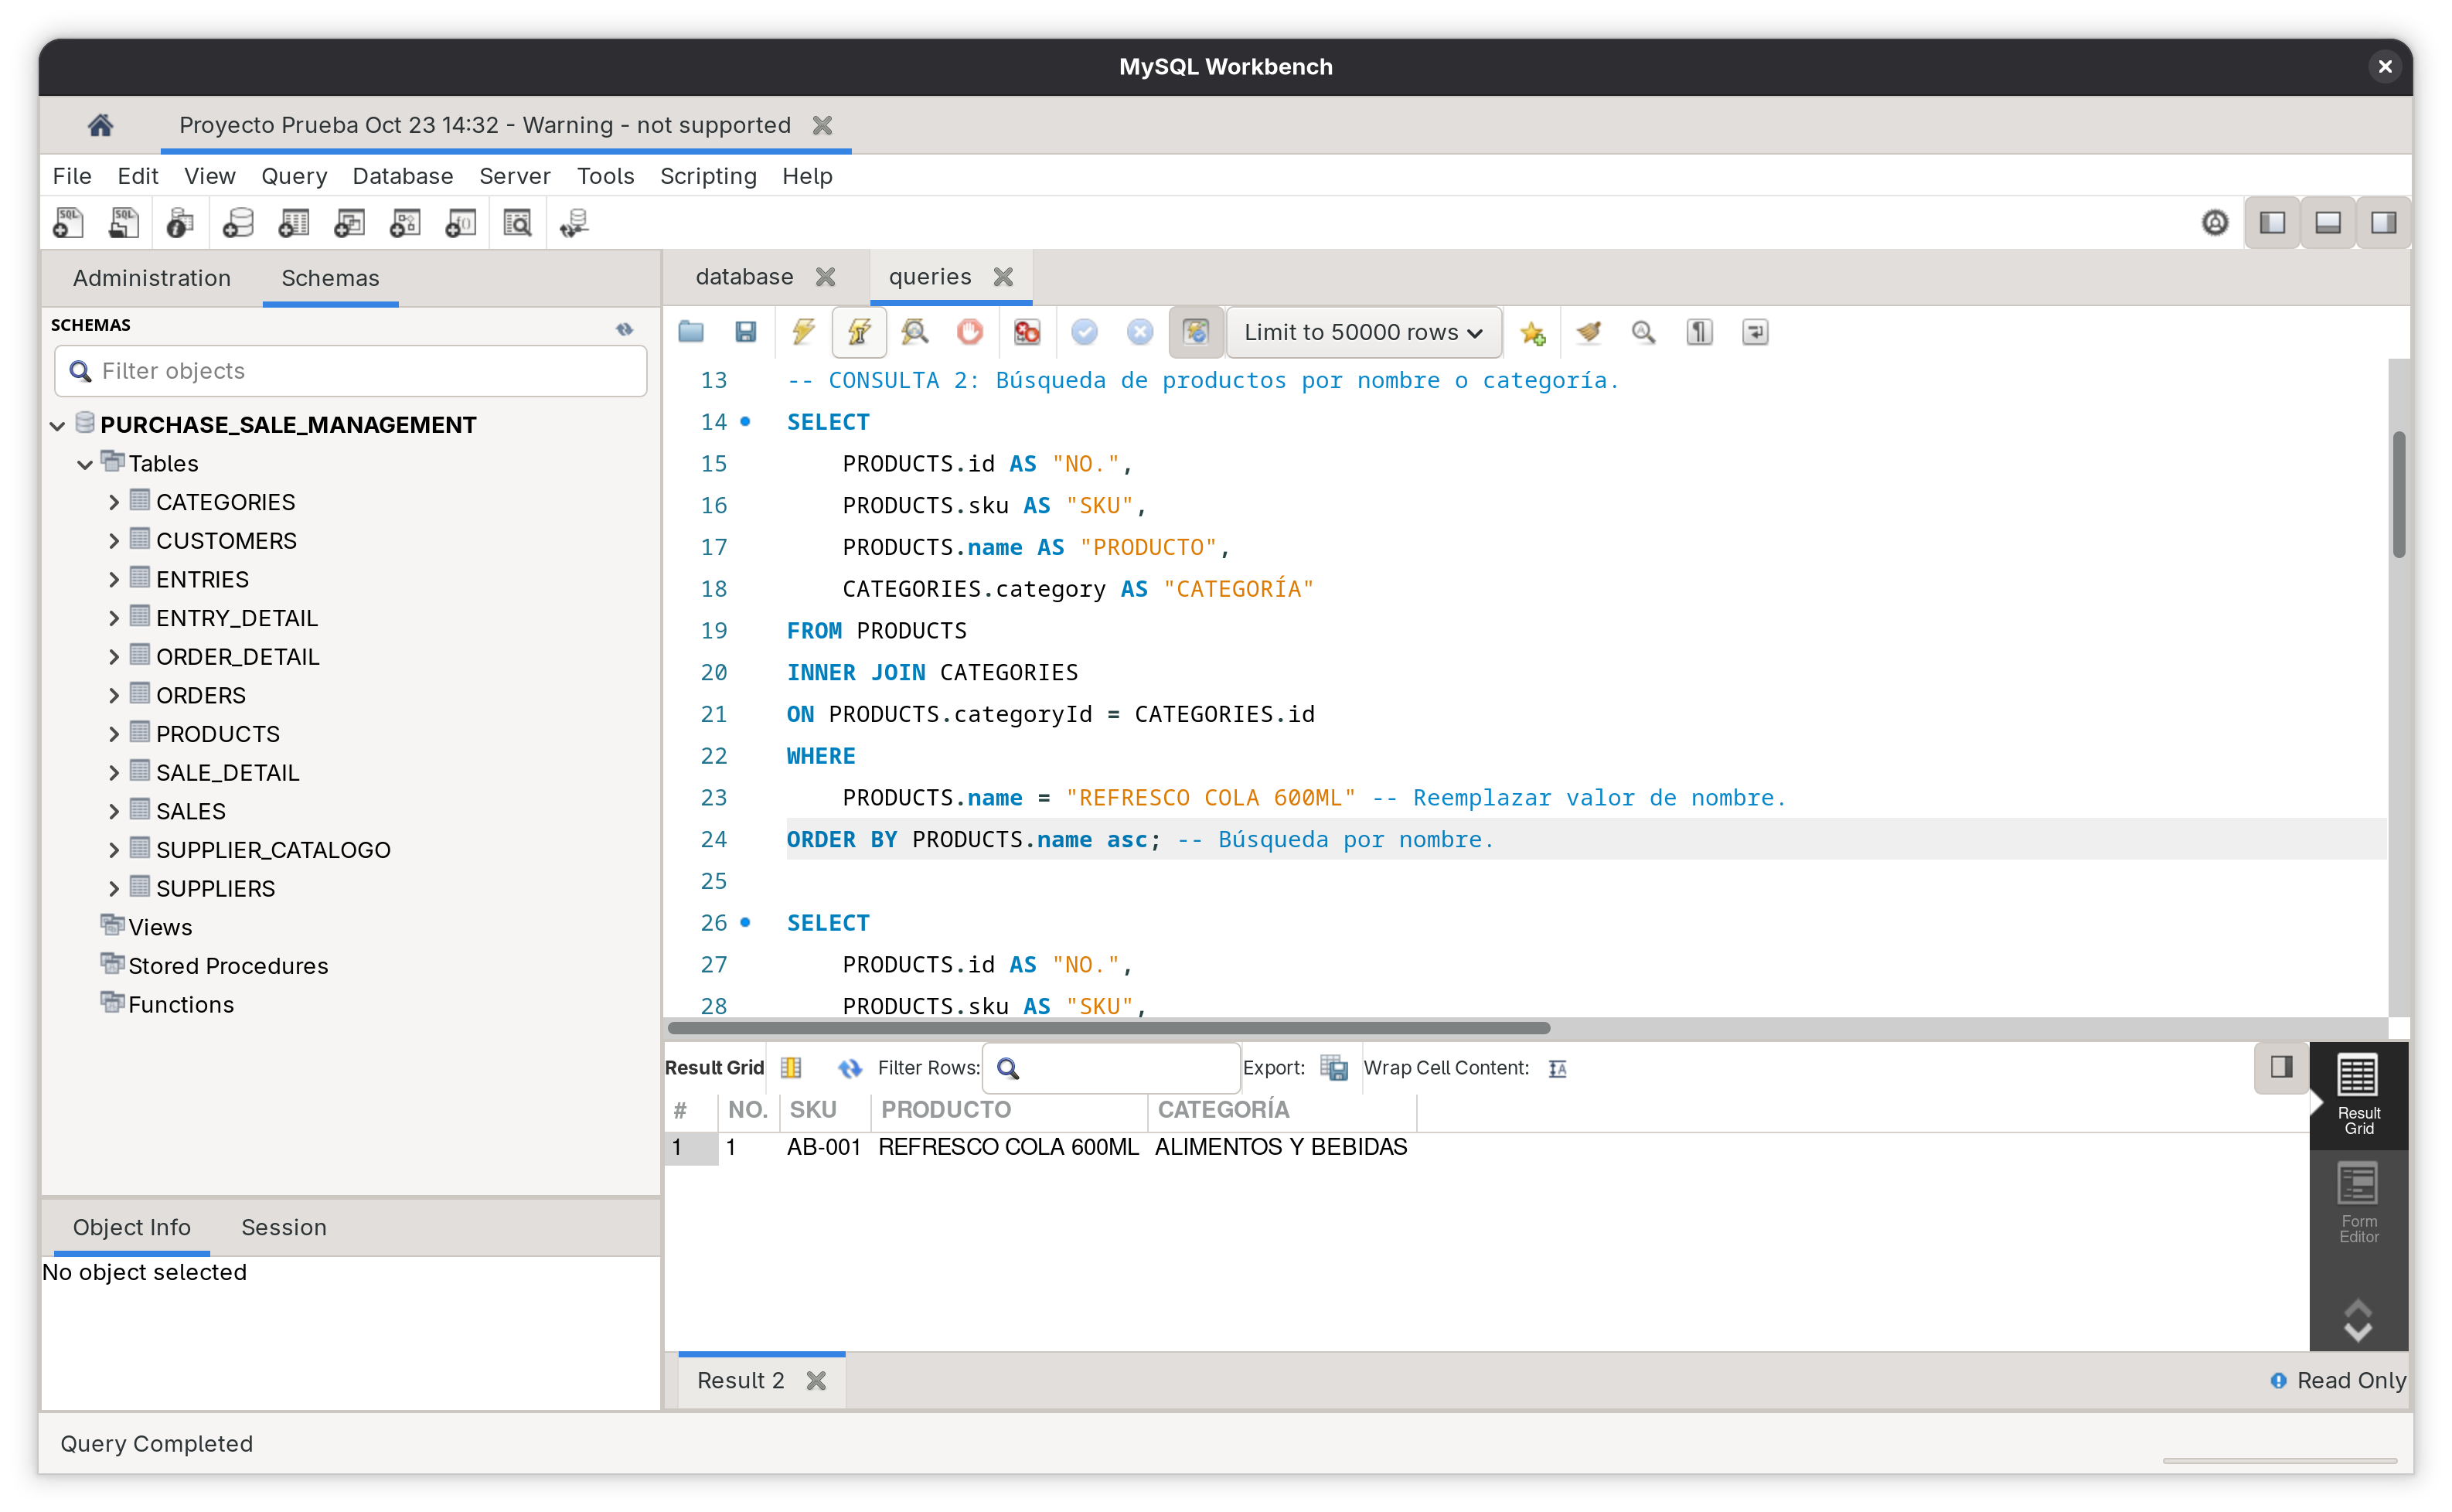 MySQL Workbench
Proyecto Prueba Oct 23 14:32 - Warning - not supported
File Edit View Query Database Server Tools Scripting Help
Administration Schemas
SCHEMAS
Filter objects
PURCHASE_SALE_MANAGEMENT
Tables
CATEGORIES
CUSTOMERS
ENTRIES
ENTRY_DETAIL
ORDER_DETAIL
ORDERS
PRODUCTS
SALE_DETAIL
SALES
SUPPLIER_CATALOGO
SUPPLIERS
Views
Stored Procedures
Functions
Object Info Session
No object selected
database queries
Limit to 50000 rows
13 -- CONSULTA 2: Búsqueda de productos por nombre o categoría.
14 SELECT
15 PRODUCTS.id AS "NO.",
16 PRODUCTS.sku AS "SKU",
17 PRODUCTS.name AS "PRODUCTO",
18 CATEGORIES.category AS "CATEGORÍA"
19 FROM PRODUCTS
20 INNER JOIN CATEGORIES
21 ON PRODUCTS.categoryId = CATEGORIES.id
22 WHERE
23 PRODUCTS.name = "REFRESCO COLA 600ML" -- Reemplazar valor de nombre.
24 ORDER BY PRODUCTS.name asc; -- Búsqueda por nombre.
25
26 SELECT
27 PRODUCTS.id AS "NO.",
28 PRODUCTS.sku AS "SKU",
Result Grid Filter Rows: Export: Wrap Cell Content:
# NO. SKU PRODUCTO CATEGORÍA
1 1 AB-001 REFRESCO COLA 600ML ALIMENTOS Y BEBIDAS
Result
Grid
Form
Editor
Result 2
Read Only
Query Completed